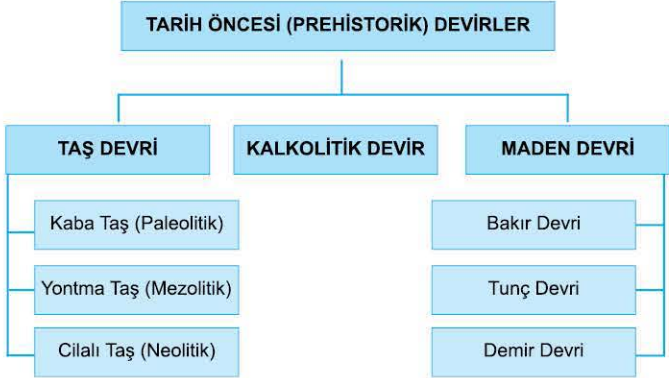 TARİH ÖNCESİ (PREHİSTORİK) DEVİRLER
TAŞ DEVRİ
Kaba Taş (Paleolitik)
Yontma Taş (Mezolitik)
Cilalı Taş (Neolitik)
KALKOLİTİK DEVİR
MADEN DEVRİ
Bakır Devri
Tunç Devri
Demir Devri